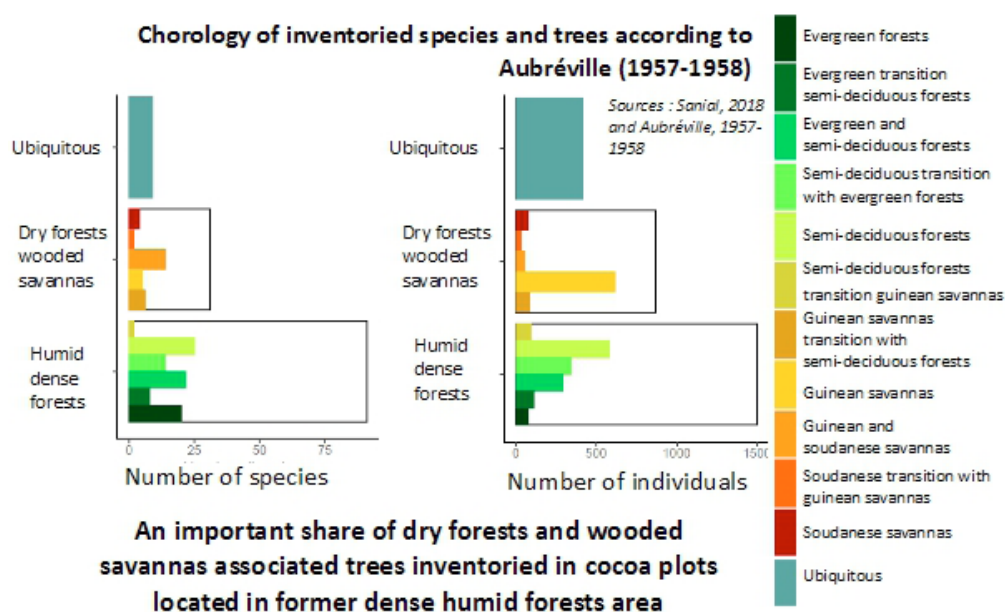 Chorology of inventoried species and trees according to
Aubréville (1957-1958)
Sources : Sanial, 2018
and Aubréville, 1957-
1958
Ubiquitous
Dry forests
wooded
savannas
Humid
dense
forests
0
25
50
75
Number of species
Ubiquitous
Dry forests
wooded
savannas
Humid
dense
forests
0
500
1000
1500
Number of individuals
Evergreen forests
Evergreen transition
semi-deciduous forests
Evergreen and
semi-deciduous forests
Semi-deciduous transition
with evergreen forests
Semi-deciduous forests
Semi-deciduous forests
transition guinean savannas
Guinean savannas
transition with
semi-deciduous forests
Guinean savannas
Guinean and
soudanese savannas
Soudanese transition with
guinean savannas
Soudanese savannas
Ubiquitous
An important share of dry forests and wooded
savannas associated trees inventoried in cocoa plots
located in former dense humid forests area